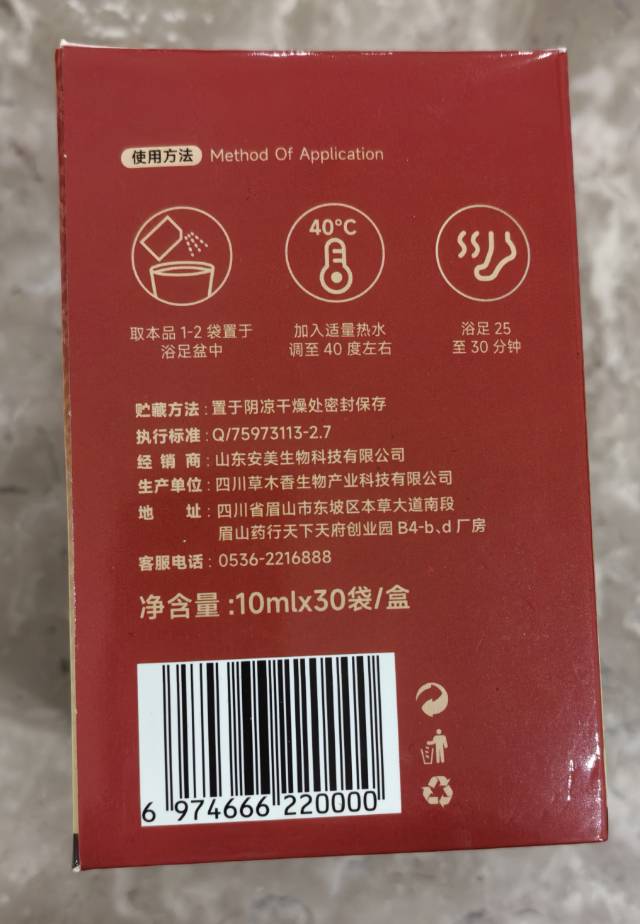 使用方法 Method Of Application
40°C
取本品 1-2 袋置于
浴足盆中
加入适量热水
调至 40 度左右
浴足 25
至 30 分钟
贮藏方法：置于阴凉干燥处密封保存
执行标准：Q/75973113-2.7
经 销 商：山东安美生物科技有限公司
生产单位：四川草木香生物产业科技有限公司
地 址：四川省眉山市东坡区本草大道南段
眉山药行天下天府创业园 B4-b、d 厂房
客服电话：0536-2216888
净含量:10mlx30袋/盒
6 974666 220000